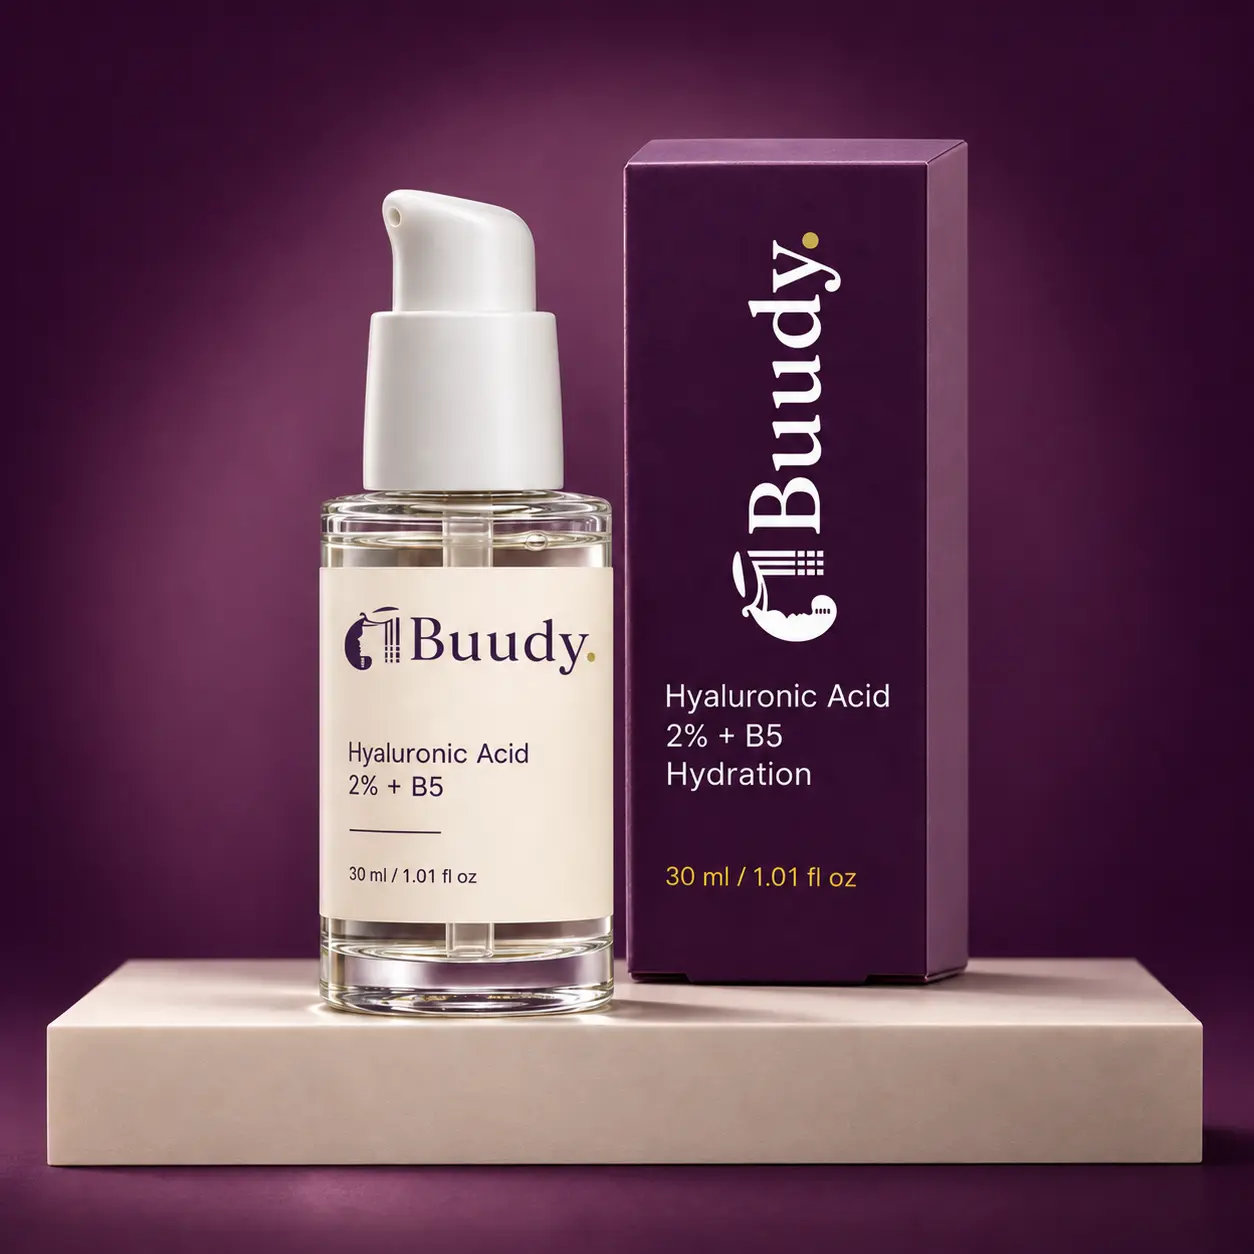 Buudy.
Hyaluronic Acid
2% + B5
30 ml / 1.01 fl oz
Buudy.
Hyaluronic Acid
2% + B5
Hydration
30 ml / 1.01 fl oz